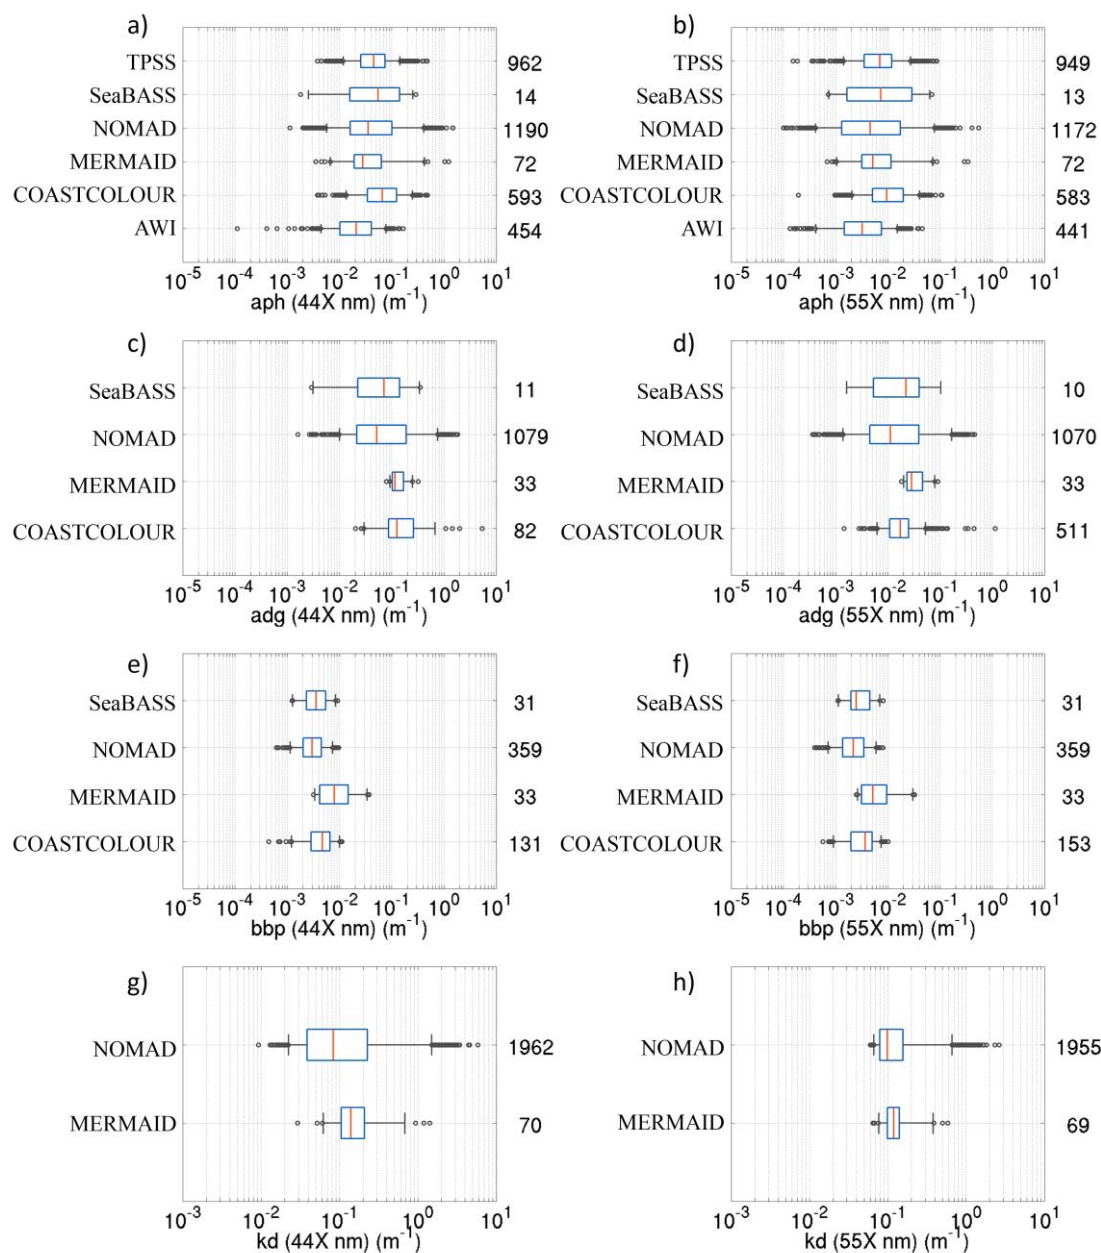 a)
TPSS 962
SeaBASS 14
NOMAD 1190
MERMAID 72
COASTCOLOUR 593
AWI 454
10^-5 10^-4 10^-3 10^-2 10^-1 10^0 10^1
aph (44X nm) (m^-1)
b)
TPSS 949
SeaBASS 13
NOMAD 1172
MERMAID 72
COASTCOLOUR 583
AWI 441
10^-5 10^-4 10^-3 10^-2 10^-1 10^0 10^1
aph (55X nm) (m^-1)
c)
SeaBASS 11
NOMAD 1079
MERMAID 33
COASTCOLOUR 82
10^-5 10^-4 10^-3 10^-2 10^-1 10^0 10^1
adg (44X nm) (m^-1)
d)
SeaBASS 10
NOMAD 1070
MERMAID 33
COASTCOLOUR 511
10^-5 10^-4 10^-3 10^-2 10^-1 10^0 10^1
adg (55X nm) (m^-1)
e)
SeaBASS 31
NOMAD 359
MERMAID 33
COASTCOLOUR 131
10^-5 10^-4 10^-3 10^-2 10^-1 10^0 10^1
bbp (44X nm) (m^-1)
f)
SeaBASS 31
NOMAD 359
MERMAID 33
COASTCOLOUR 153
10^-5 10^-4 10^-3 10^-2 10^-1 10^0 10^1
bbp (55X nm) (m^-1)
g)
NOMAD 1962
MERMAID 70
10^-3 10^-2 10^-1 10^0 10^1
kd (44X nm) (m^-1)
h)
NOMAD 1955
MERMAID 69
10^-3 10^-2 10^-1 10^0 10^1
kd (55X nm) (m^-1)